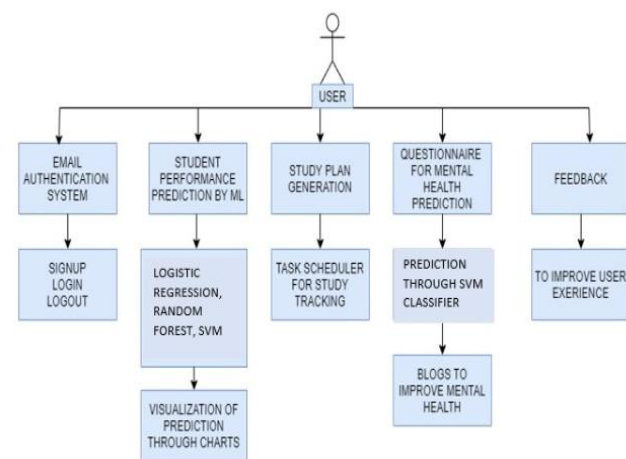 USER
EMAIL
AUTHENTICATION
SYSTEM
STUDENT
PERFORMANCE
PREDICTION BY ML
STUDY PLAN
GENERATION
QUESTIONNAIRE
FOR MENTAL
HEALTH
PREDICTION
FEEDBACK
SIGNUP
LOGIN
LOGOUT
LOGISTIC
REGRESSION,
RANDOM
FOREST, SVM
TASK SCHEDULER
FOR STUDY
TRACKING
PREDICTION
THROUGH SVM
CLASSIFIER
TO IMPROVE USER
EXERIENCE
VISUALIZATION OF
PREDICTION
THROUGH CHARTS
BLOGS TO
IMPROVE MENTAL
HEALTH